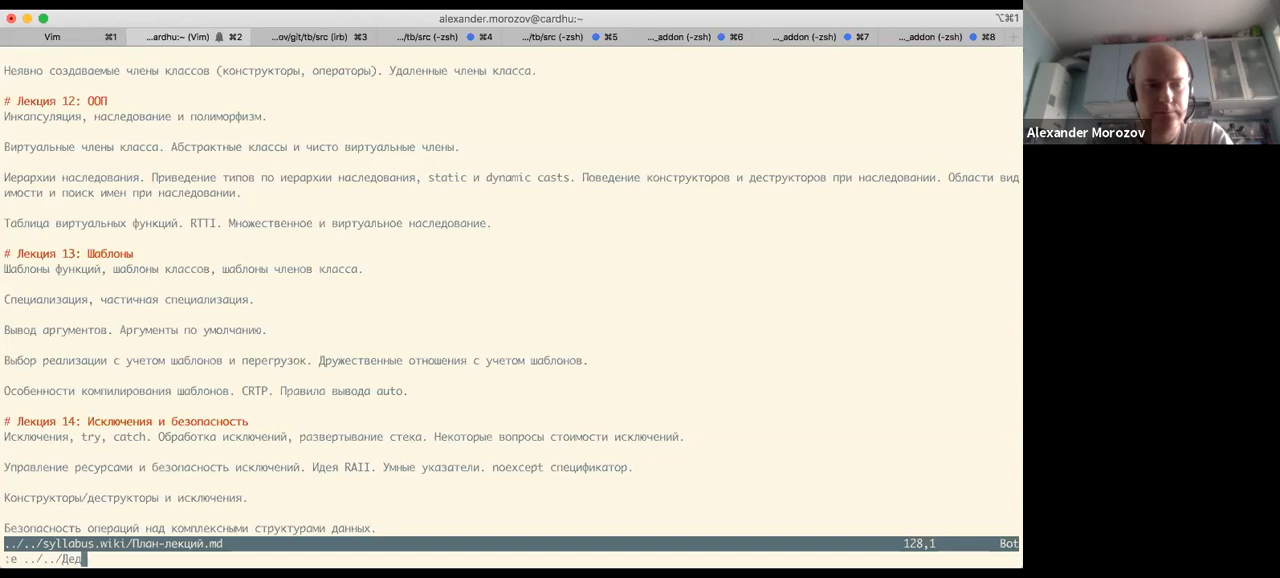 alexander.morozov@cardhu:~
⌥⌘1
Vim ⌘1 ...ardhu:~ (Vim) ⌘2 ...ov/git/tb/src (irb) ⌘3 .../tb/src (-zsh) ⌘4 .../tb/src (-zsh) ⌘5 ..._addon (-zsh) ⌘6 ..._addon (-zsh) ⌘7 ..._addon (-zsh) ⌘8
Неявно создаваемые члены классов (конструкторы, операторы). Удаленные члены класса.
# Лекция 12: ООП
Инкапсуляция, наследование и полиморфизм.
Виртуальные члены класса. Абстрактные классы и чисто виртуальные члены.
Иерархии наследования. Приведение типов по иерархии наследования, static и dynamic casts. Поведение конструкторов и деструкторов при наследовании. Области вид
имости и поиск имен при наследовании.
Таблица виртуальных функций. RTTI. Множественное и виртуальное наследование.
# Лекция 13: Шаблоны
Шаблоны функций, шаблоны классов, шаблоны членов класса.
Специализация, частичная специализация.
Вывод аргументов. Аргументы по умолчанию.
Выбор реализации с учетом шаблонов и перегрузок. Дружественные отношения с учетом шаблонов.
Особенности компилирования шаблонов. CRTP. Правила вывода auto.
# Лекция 14: Исключения и безопасность
Исключения, try, catch. Обработка исключений, развертывание стека. Некоторые вопросы стоимости исключений.
Управление ресурсами и безопасность исключений. Идея RAII. Умные указатели. noexcept спецификатор.
Конструкторы/деструкторы и исключения.
Безопасность операций над комплексными структурами данных.
../../syllabus.wiki/План-лекций.md 128,1 Bot
:e ../../Дед
Alexander Morozov